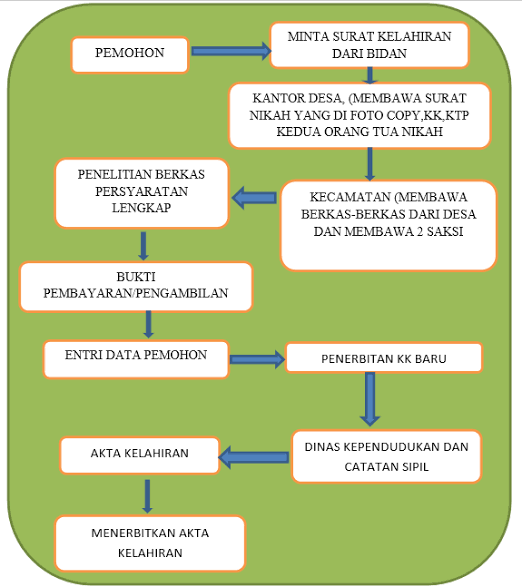 PEMOHON
MINTA SURAT KELAHIRAN
DARI BIDAN
KANTOR DESA, (MEMBAWA SURAT
NIKAH YANG DI FOTO COPY,KK,KTP
KEDUA ORANG TUA NIKAH
KECAMATAN (MEMBAWA
BERKAS-BERKAS DARI DESA
DAN MEMBAWA 2 SAKSI
PENELITIAN BERKAS
PERSYARATAN
LENGKAP
BUKTI
PEMBAYARAN/PENGAMBILAN
ENTRI DATA PEMOHON
PENERBITAN KK BARU
DINAS KEPENDUDUKAN DAN
CATATAN SIPIL
AKTA KELAHIRAN
MENERBITKAN AKTA
KELAHIRAN